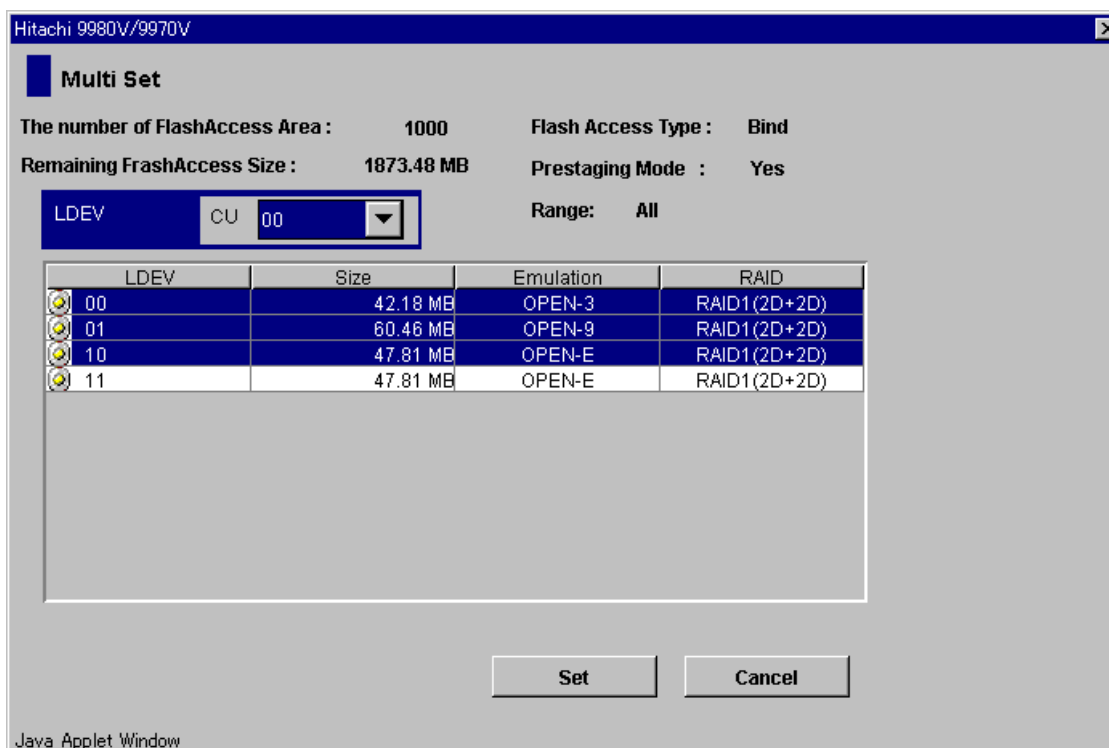 Hitachi 9980V/9970V
Multi Set
The number of FlashAccess Area : 1000
Flash Access Type : Bind
Remaining FrashAccess Size : 1873.48 MB
Prestaging Mode : Yes
LDEV CU 00
Range: All
LDEV Size Emulation RAID
00 42.18 MB OPEN-3 RAID1(2D+2D)
01 60.46 MB OPEN-9 RAID1(2D+2D)
10 47.81 MB OPEN-E RAID1(2D+2D)
11 47.81 MB OPEN-E RAID1(2D+2D)
Set Cancel
Java Applet Window